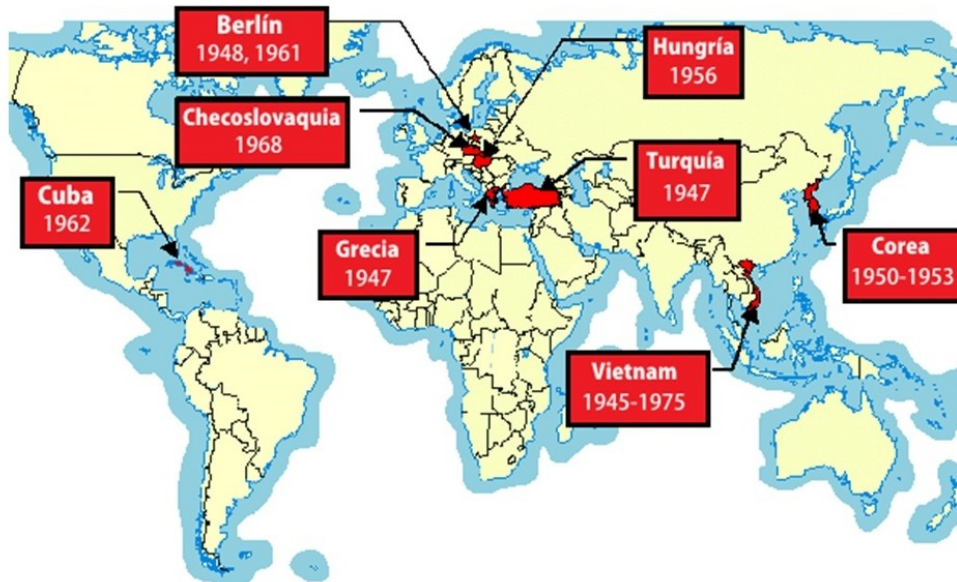 Berlín
1948, 1961
Hungría
1956
Checoslovaquia
1968
Turquía
1947
Cuba
1962
Grecia
1947
Corea
1950-1953
Vietnam
1945-1975